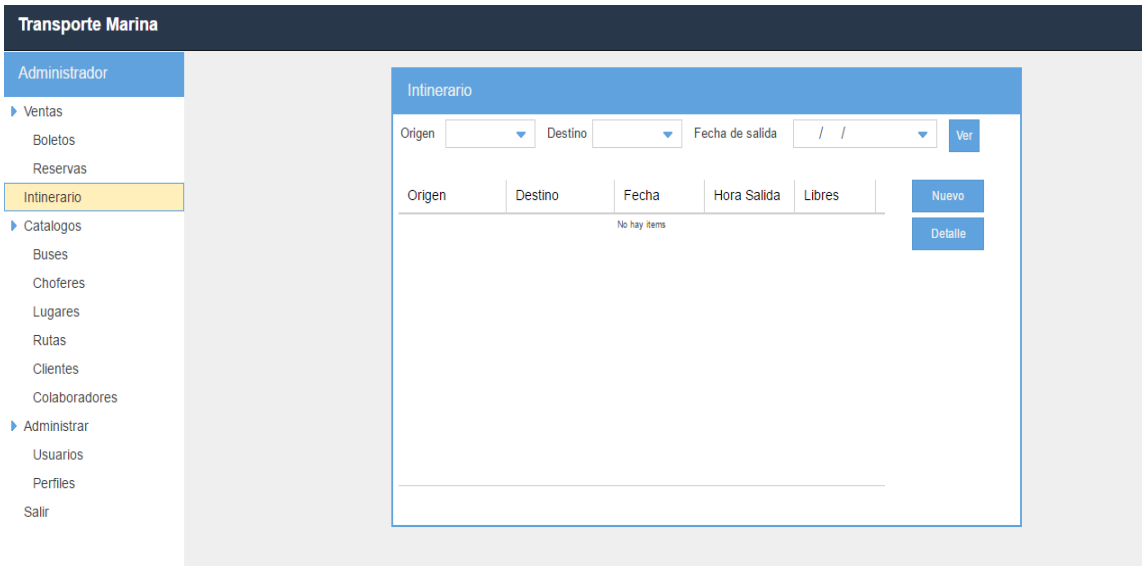 Transporte Marina
Administrador
Ventas
Boletos
Reservas
Intinerario
Catalogos
Buses
Choferes
Lugares
Rutas
Clientes
Colaboradores
Administrar
Usuarios
Perfiles
Salir
Intinerario
Origen Destino Fecha de salida / / Ver
Origen Destino Fecha Hora Salida Libres Nuevo
No hay items
Detalle